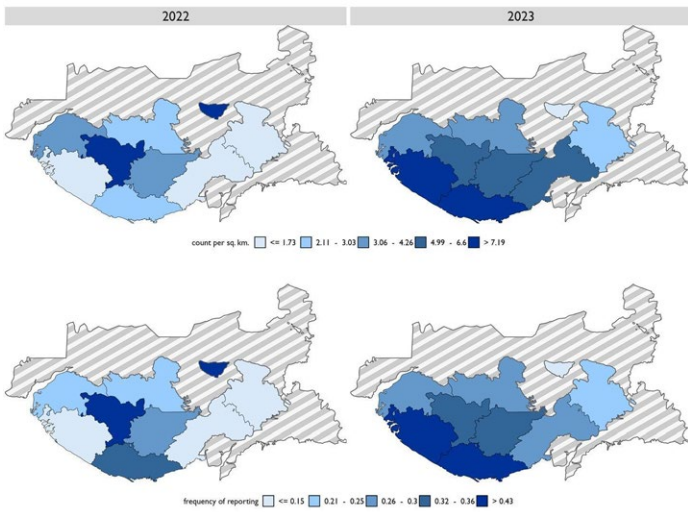 2022
2023
count per sq. km. <= 1.73 2.11 - 3.03 3.06 - 4.26 4.99 - 6.6 > 7.19
frequency of reporting <= 0.15 0.21 - 0.25 0.26 - 0.3 0.32 - 0.36 > 0.43